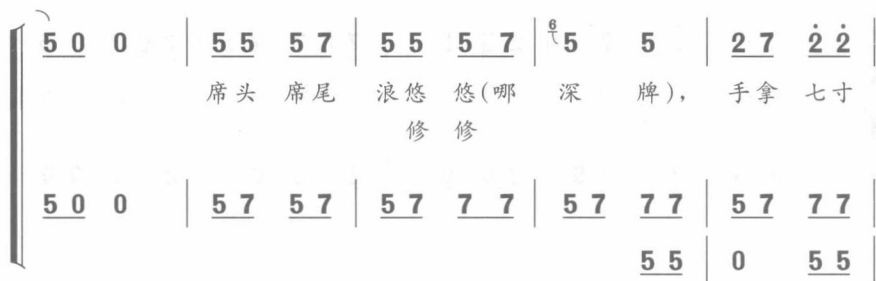 5 0 0 | 5 5 5 7 | 5 5 5 7 | 6 5 5 | 2 7 2̇ 2̇ |
席头 席尾 浪悠 悠(哪 深 牌), 手拿 七寸
修 修
5 0 0 | 5 7 5 7 | 5 7 7 7 | 5 7 7 7 | 5 7 7 7 |
5 5 | 0 5 5 |